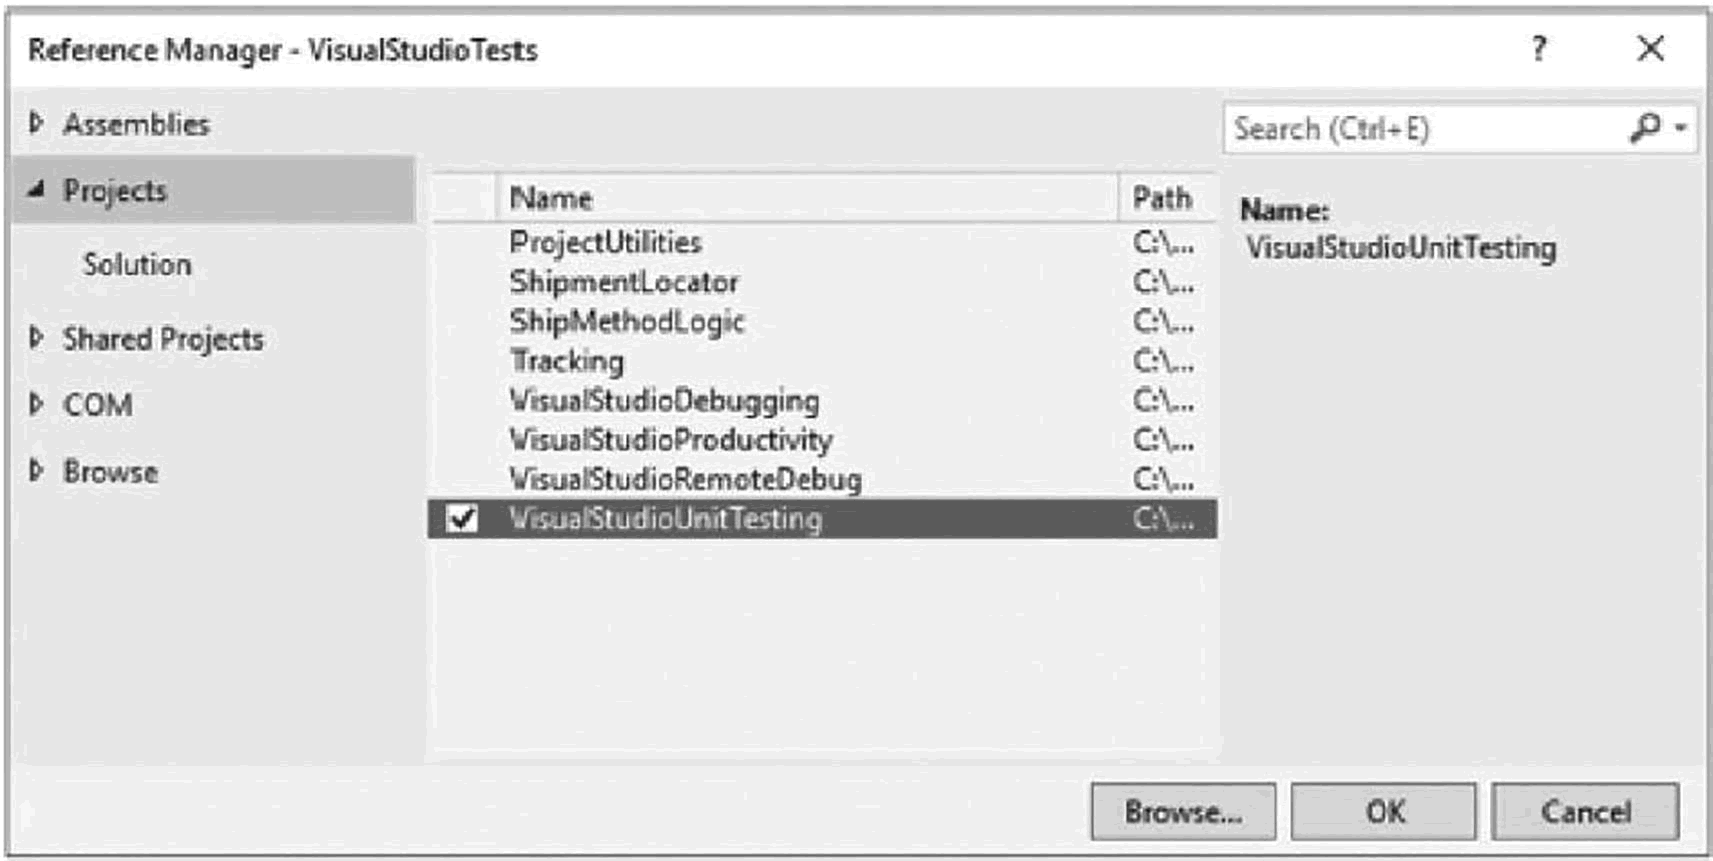 Reference Manager - VisualStudioTests
?
Assemblies
Projects
Solution
Shared Projects
COM
Browse
Name Path
ProjectUtilities C:\...
ShipmentLocator C:\...
ShipMethodLogic C:\...
Tracking C:\...
VisualStudioDebugging C:\...
VisualStudioProductivity C:\...
VisualStudioRemoteDebug C:\...
VisualStudioUnitTesting C:\...
Search (Ctrl+E)
Name:
VisualStudioUnitTesting
Browse... OK Cancel